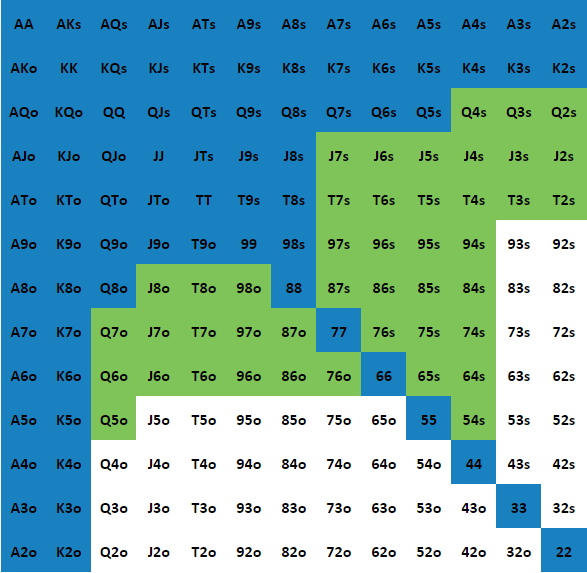 AA AKs AQs AJs ATs A9s A8s A7s A6s A5s A4s A3s A2s
AKo KK KQs KJs KTs K9s K8s K7s K6s K5s K4s K3s K2s
AQo KQo QQ QJs QTs Q9s Q8s Q7s Q6s Q5s Q4s Q3s Q2s
AJo KJo QJo JJ JTs J9s J8s J7s J6s J5s J4s J3s J2s
ATo KTo QTo JTo TT T9s T8s T7s T6s T5s T4s T3s T2s
A9o K9o Q9o J9o T9o 99 98s 97s 96s 95s 94s 93s 92s
A8o K8o Q8o J8o T8o 98o 88 87s 86s 85s 84s 83s 82s
A7o K7o Q7o J7o T7o 97o 87o 77 76s 75s 74s 73s 72s
A6o K6o Q6o J6o T6o 96o 86o 76o 66 65s 64s 63s 62s
A5o K5o Q5o J5o T5o 95o 85o 75o 65o 55 54s 53s 52s
A4o K4o Q4o J4o T4o 94o 84o 74o 64o 54o 44 43s 42s
A3o K3o Q3o J3o T3o 93o 83o 73o 63o 53o 43o 33 32s
A2o K2o Q2o J2o T2o 92o 82o 72o 62o 52o 42o 32o 22